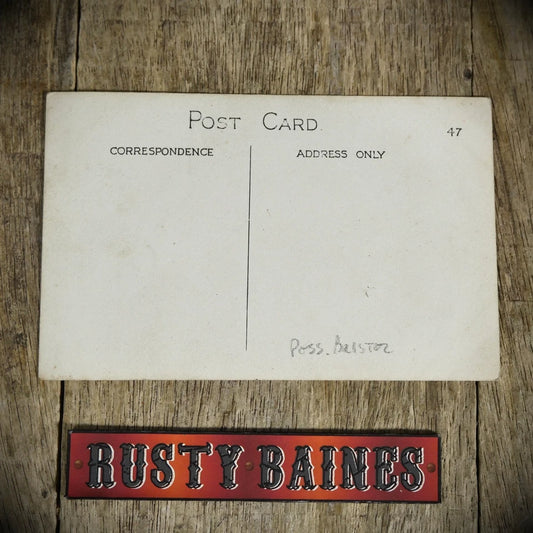 POST CARD
47
CORRESPONDENCE
ADDRESS ONLY
Poss. Bristol
RUSTY BAINES